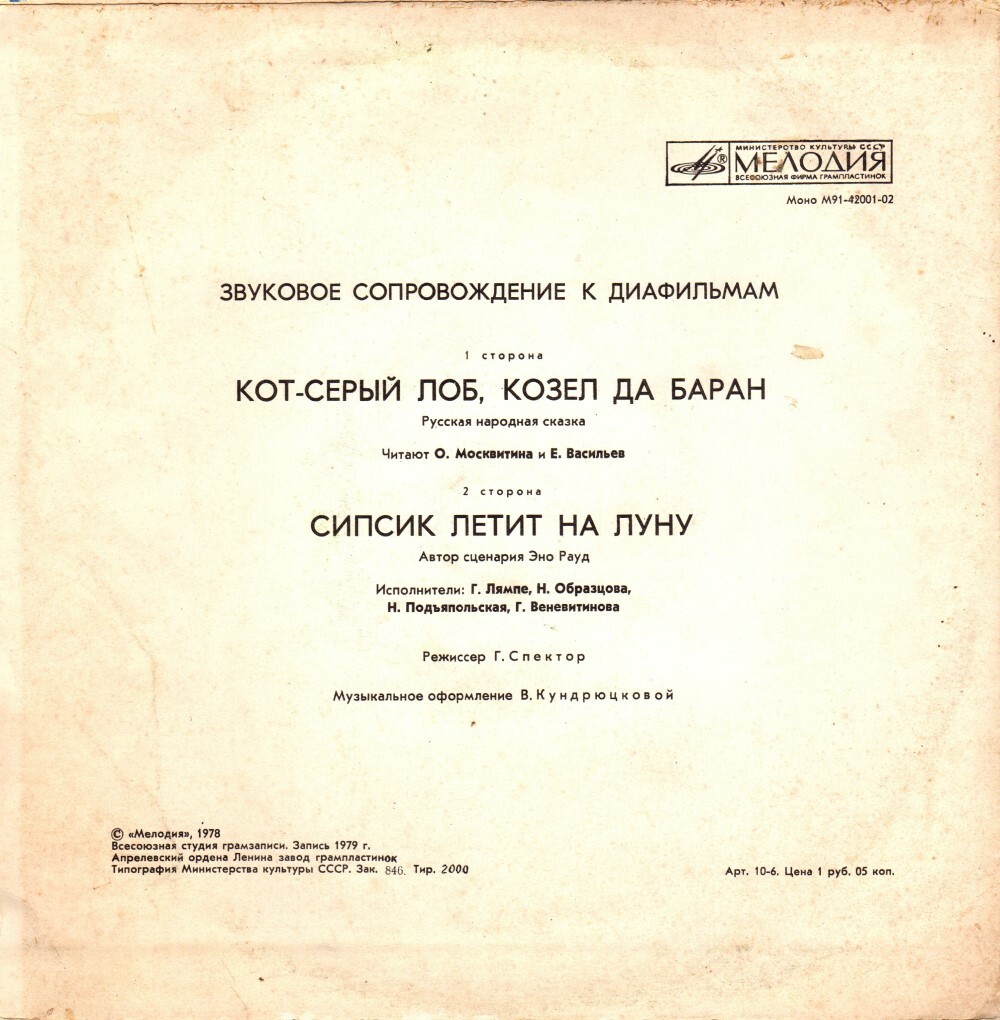 МИНИСТЕРСТВО КУЛЬТУРЫ СССР
® МЕЛОДИЯ
ВСЕСОЮЗНАЯ ФИРМА ГРАМПЛАСТИНОК
Моно М91-42001-02
ЗВУКОВОЕ СОПРОВОЖДЕНИЕ К ДИАФИЛЬМАМ
1 сторона
КОТ-СЕРЫЙ ЛОБ, КОЗЕЛ ДА БАРАН
Русская народная сказка
Читают О. Москвитина и Е. Васильев
2 сторона
СИПСИК ЛЕТИТ НА ЛУНУ
Автор сценария Эно Рауд
Исполнители: Г. Лямпе, Н. Образцова,
Н. Подъяпольская, Г. Веневитинова
Режиссер Г. Спектор
Музыкальное оформление В. Кундрюцковой
© «Мелодия», 1978
Всесоюзная студия грамзаписи. Запись 1979 г.
Апрелевский ордена Ленина завод грампластинок
Типография Министерства культуры СССР. Зак. 846. Тир. 2000
Арт. 10-6. Цена 1 руб. 05 коп.